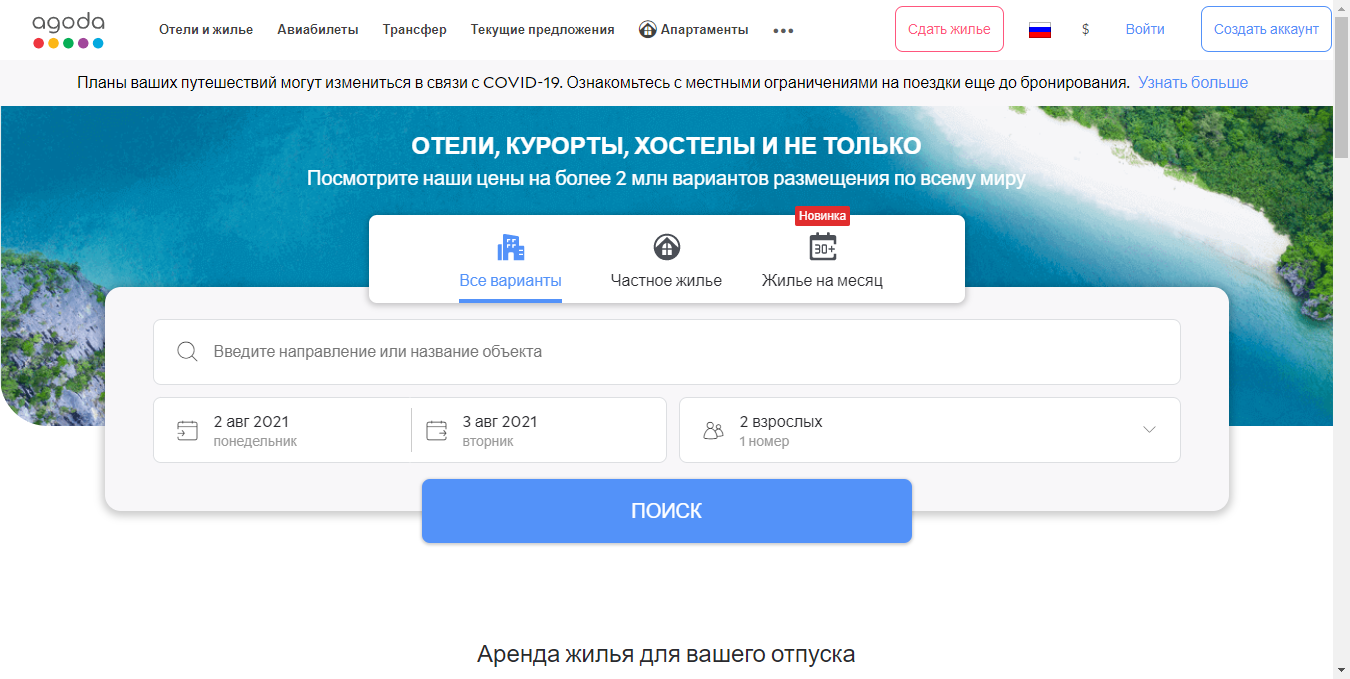 agoda
Отели и жилье Авиабилеты Трансфер Текущие предложения Апартаменты ••• Сдать жилье $ Войти Создать аккаунт
Планы ваших путешествий могут измениться в связи с COVID-19. Ознакомьтесь с местными ограничениями на поездки еще до бронирования. Узнать больше
ОТЕЛИ, КУРОРТЫ, ХОСТЕЛЫ И НЕ ТОЛЬКО
Посмотрите наши цены на более 2 млн вариантов размещения по всему миру
Новинка
30+
Все варианты Частное жилье Жилье на месяц
Введите направление или название объекта
2 авг 2021 3 авг 2021 2 взрослых
понедельник вторник 1 номер
ПОИСК
Аренда жилья для вашего отпуска